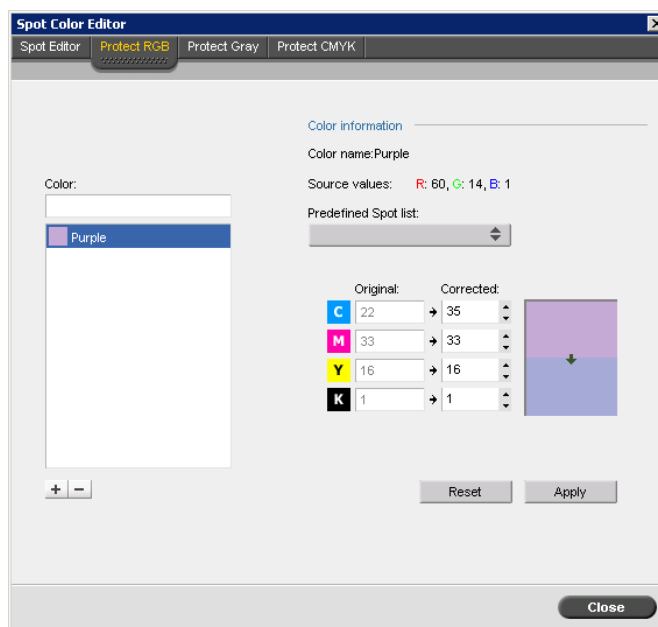 Spot Color Editor
Spot Editor Protect RGB Protect Gray Protect CMYK
Color information
Color name:Purple
Color:
Source values: R: 60, G: 14, B: 1
Predefined Spot list:
Purple
Original: Corrected:
C 22 35
M 33 33
Y 16 16
K 1 1
+ −
Reset Apply
Close